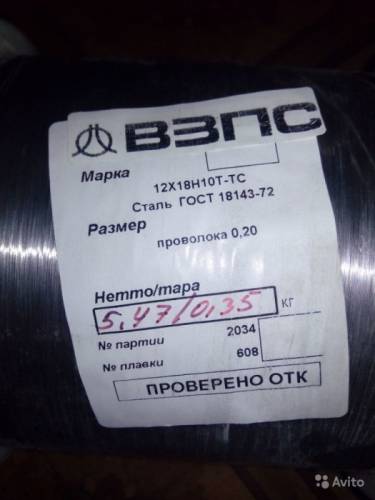 ВЗПС
Марка
12Х18Н10Т-ТС
Сталь ГОСТ 18143-72
Размер
проволока 0,20
Нетто/тара
5,47/0,35 КГ
№ партии 2034
№ плавки 608
ПРОВЕРЕНО ОТК
Avito